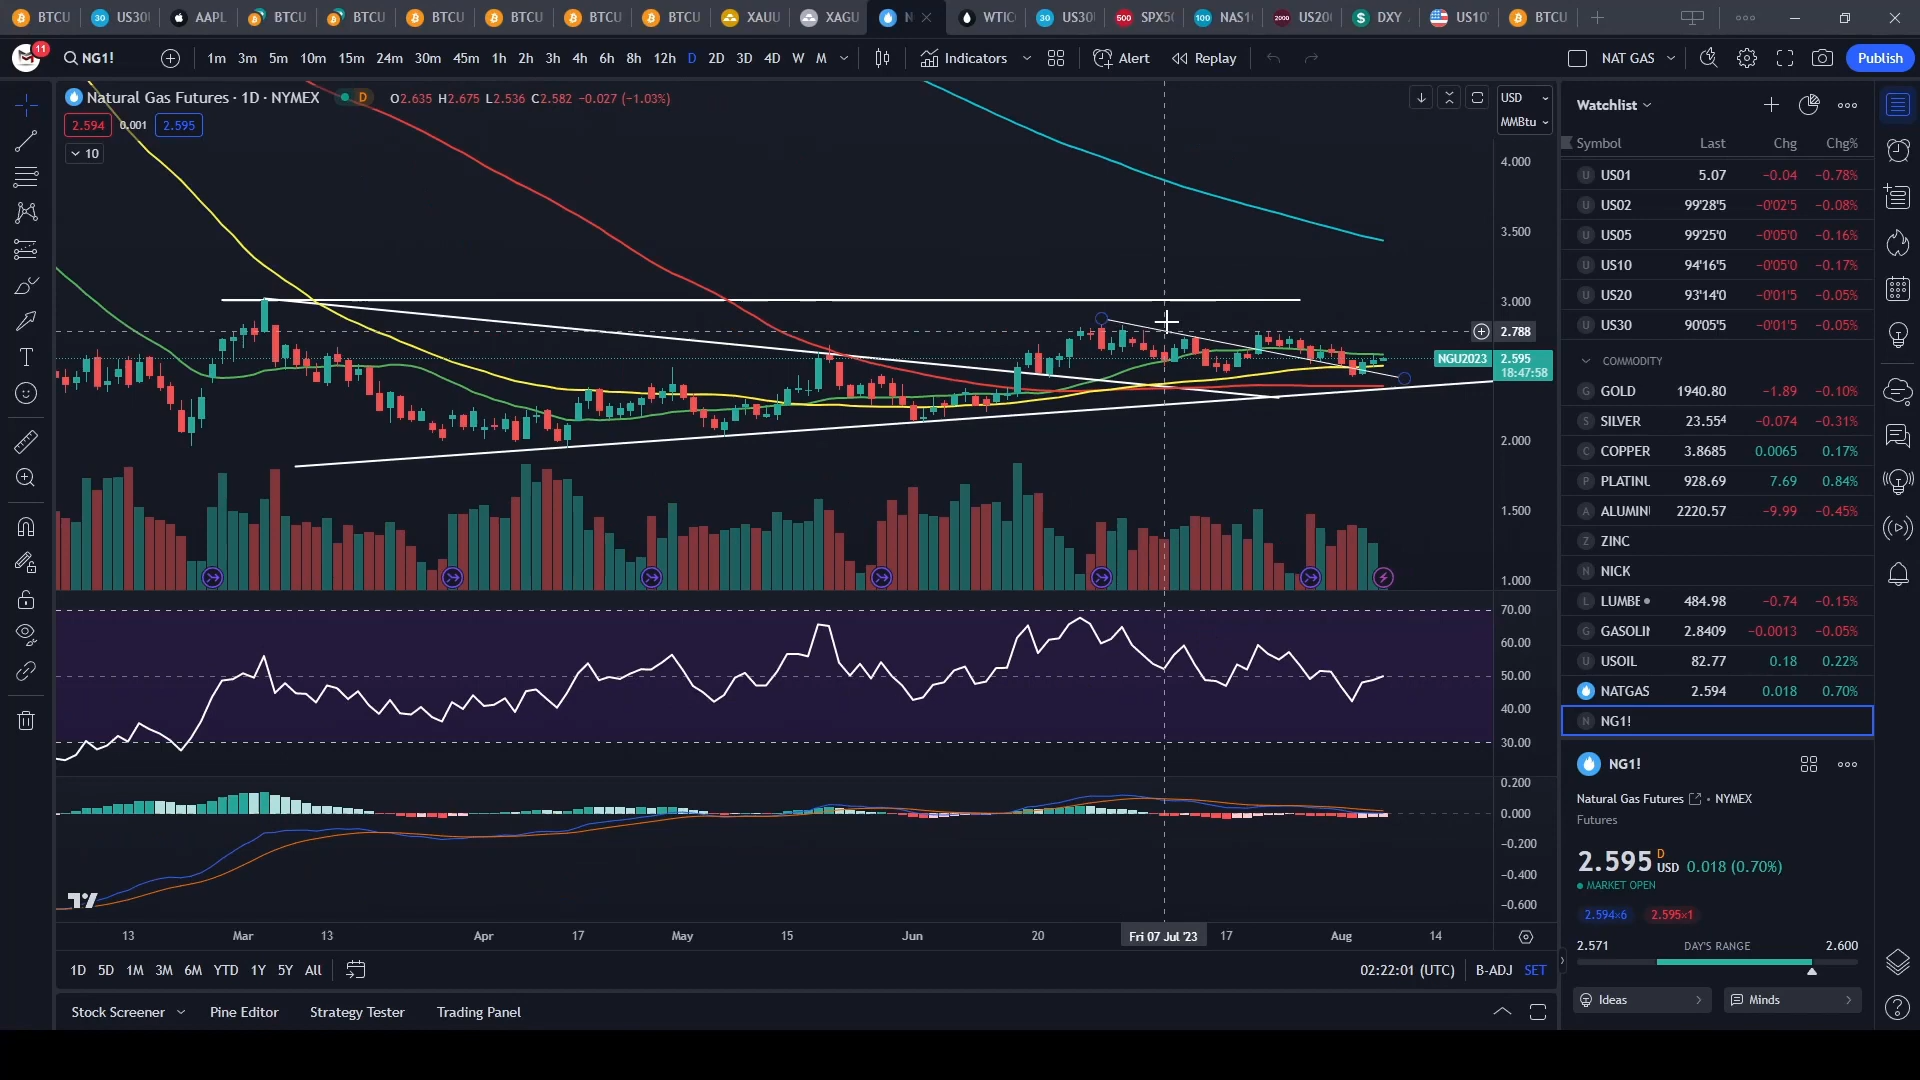 BTCU
US30
AAPL
BTCU
BTCU
BTCU
BTCU
BTCU
BTCU
XAUU
XAGU
N
WTIC
US30
SPX5
NAS1
US20
DXY
US10Y
BTCU
11
NG1!
1m 3m 5m 10m 15m 24m 30m 45m 1h 2h 3h 4h 6h 8h 12h D 2D 3D 4D W M
Indicators
Alert
Replay
NAT GAS
Publish
Natural Gas Futures · 1D · NYMEX
D
O2.635 H2.675 L2.536 C2.582 −0.027 (−1.03%)
2.594 0.001 2.595
10
USD
MMBtu
4.000
3.500
3.000
2.788
NGU2023 2.595
18:47:58
2.000
1.500
1.000
70.00
60.00
50.00
40.00
30.00
0.200
0.000
−0.200
−0.400
−0.600
13 Mar 13 Apr 17 May 15 Jun 20 Fri 07 Jul '23 17 Aug 14
1D 5D 1M 3M 6M YTD 1Y 5Y All
02:22:01 (UTC) B-ADJ SET
Stock Screener Pine Editor Strategy Tester Trading Panel
Watchlist
Symbol Last Chg Chg%
U US01 5.07 −0.04 −0.78%
U US02 99'28'5 −0'02'5 −0.08%
U US05 99'25'0 −0'05'0 −0.16%
U US10 94'16'5 −0'05'0 −0.17%
U US20 93'14'0 −0'01'5 −0.05%
U US30 90'05'5 −0'01'5 −0.05%
COMMODITY
G GOLD 1940.80 −1.89 −0.10%
S SILVER 23.554 −0.074 −0.31%
C COPPER 3.8685 0.0065 0.17%
P PLATINU 928.69 7.69 0.84%
A ALUMINI 2220.57 −9.99 −0.45%
Z ZINC
N NICK
L LUMBE 484.98 −0.74 −0.15%
G GASOLIN 2.8409 −0.0013 −0.05%
U USOIL 82.77 0.18 0.22%
NATGAS 2.594 0.018 0.70%
N NG1!
NG1!
Natural Gas Futures • NYMEX
Futures
2.595 D USD 0.018 (0.70%)
MARKET OPEN
2.594×6 2.595×1
2.571 DAY'S RANGE 2.600
Ideas
Minds